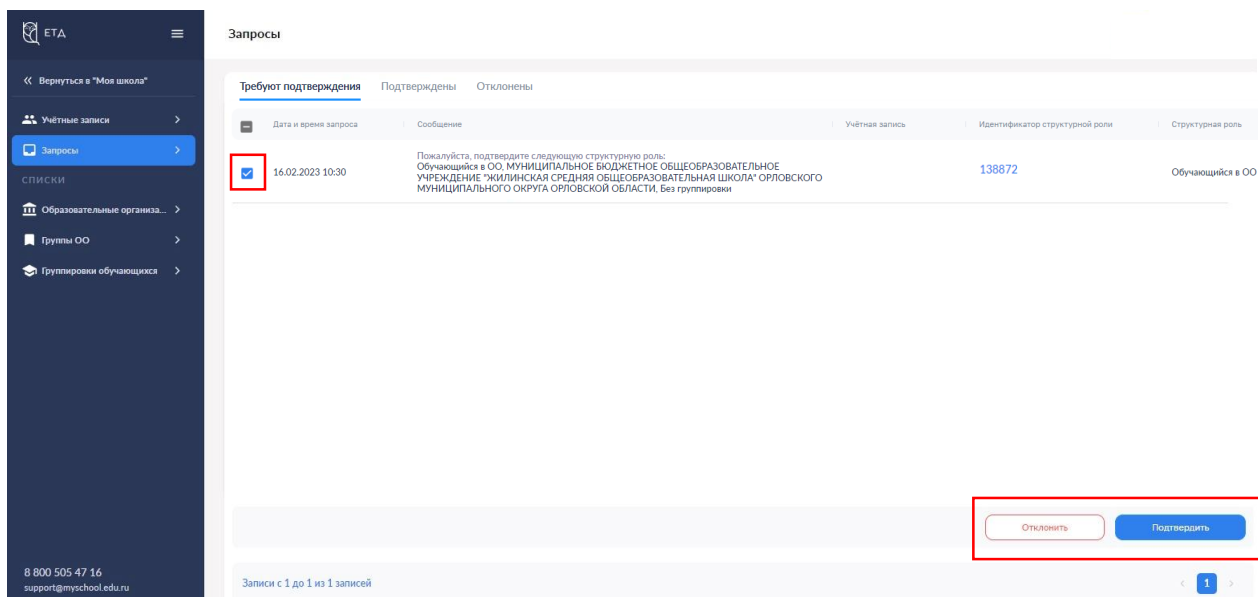 ЕТД
Запросы
Вернуться в "Моя школа"
Требуют подтверждения Подтверждены Отклонены
Учётные записи
Дата и время запроса Сообщение Учётная запись Идентификатор структурной роли Структурная роль
Запросы
16.02.2023 10:30
Пожалуйста, подтвердите следующую структурную роль:
Обучающийся в ОО, МУНИЦИПАЛЬНОЕ БЮДЖЕТНОЕ ОБЩЕОБРАЗОВАТЕЛЬНОЕ
УЧРЕЖДЕНИЕ "ЖИЛИНСКАЯ СРЕДНЯЯ ОБЩЕОБРАЗОВАТЕЛЬНАЯ ШКОЛА" ОРЛОВСКОГО
МУНИЦИПАЛЬНОГО ОКРУГА ОРЛОВСКОЙ ОБЛАСТИ, Без группировки
138872
Обучающийся в ОО
СПИСКИ
Образовательные организа...
Группы ОО
Группировки обучающихся
Отклонить Подтвердить
8 800 505 47 16
support@myschool.edu.ru
Записи с 1 до 1 из 1 записей
1